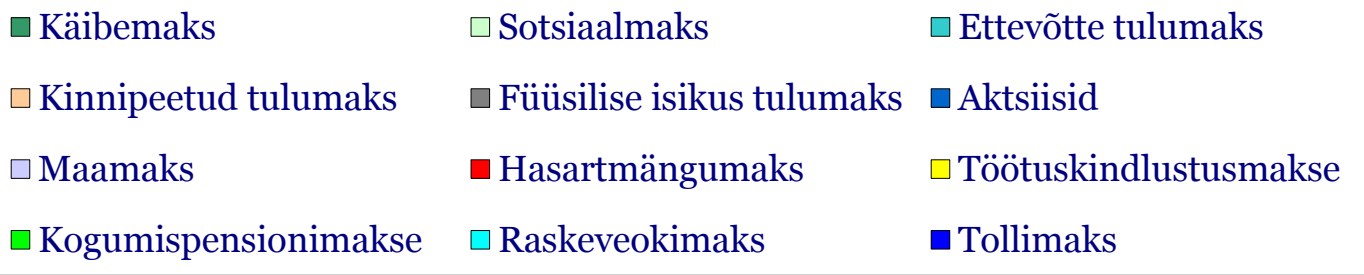 Käibemaks Sotsiaalmaks Ettevõtte tulumaks
Kinnipeetud tulumaks Füüsilise isikus tulumaks Aktsiisid
Maamaks Hasartmängumaks Töötuskindlustusmakse
Kogumispensionimakse Raskeveokimaks Tollimaks